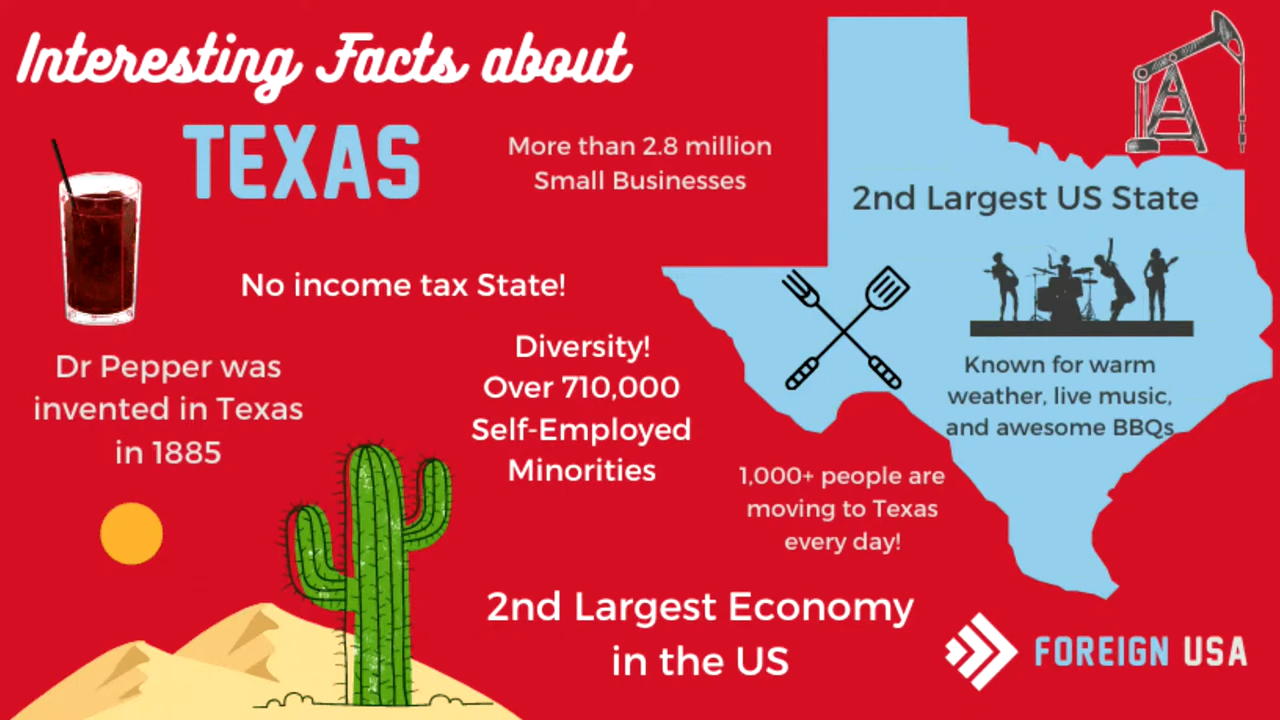 Interesting Facts about
TEXAS
More than 2.8 million
Small Businesses
2nd Largest US State
No income tax State!
Dr Pepper was
invented in Texas
in 1885
Diversity!
Over 710,000
Self-Employed
Minorities
Known for warm
weather, live music,
and awesome BBQs
1,000+ people are
moving to Texas
every day!
2nd Largest Economy
in the US
FOREIGN USA